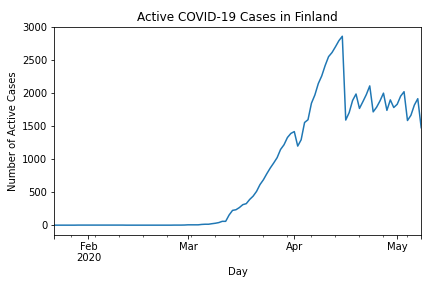 Active COVID-19 Cases in Finland
3000
2500
2000
1500
1000
500
0
Number of Active Cases
Feb Mar Apr May
2020
Day